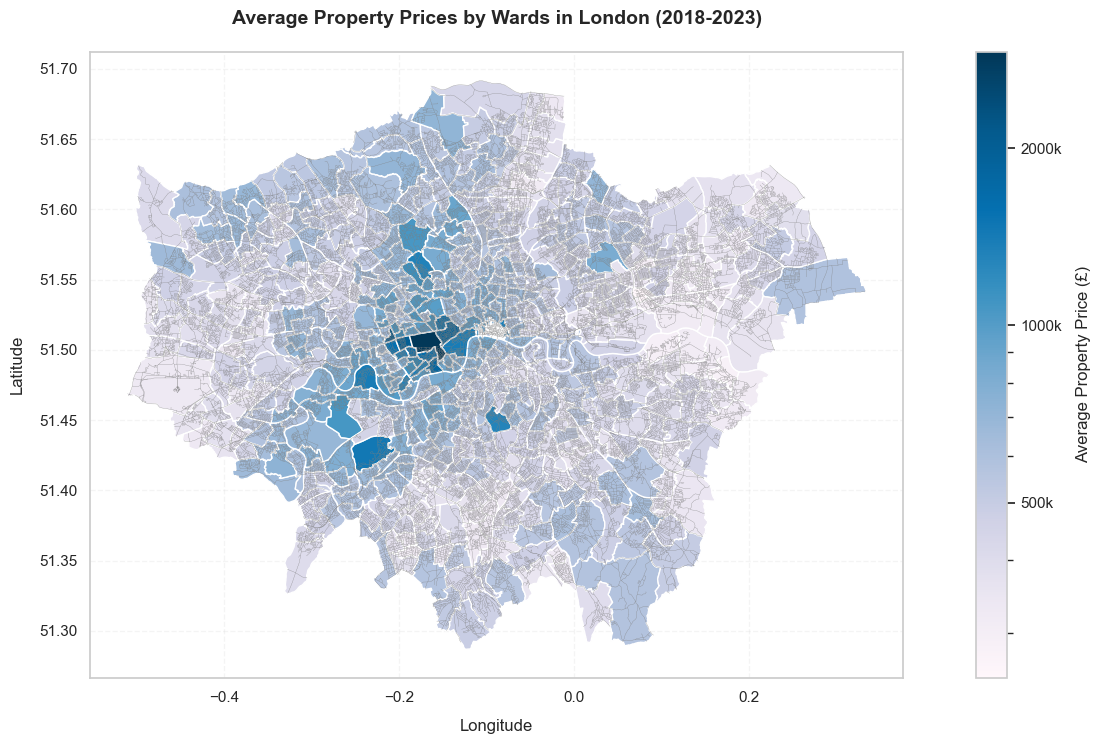 Average Property Prices by Wards in London (2018-2023)
51.70
51.65
51.60
51.55
51.50
51.45
51.40
51.35
51.30
Latitude
−0.4
−0.2
0.0
0.2
Longitude
2000k
1000k
500k
Average Property Price (£)